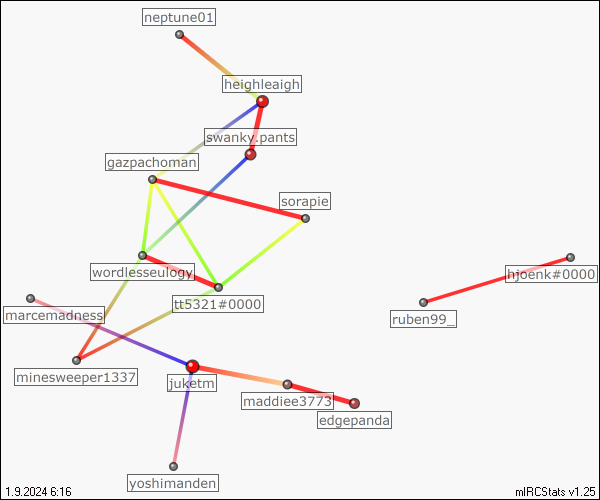 neptune01
heighleaigh
swanky.pants
gazpachoman
sorapie
wordlesseulogy
hjoenk#0000
tt5321#0000
marcemadness
ruben99_
minesweeper1337
juketm
maddiee3773
edgepanda
yoshimanden
1.9.2024 6:16
mIRCStats v1.25